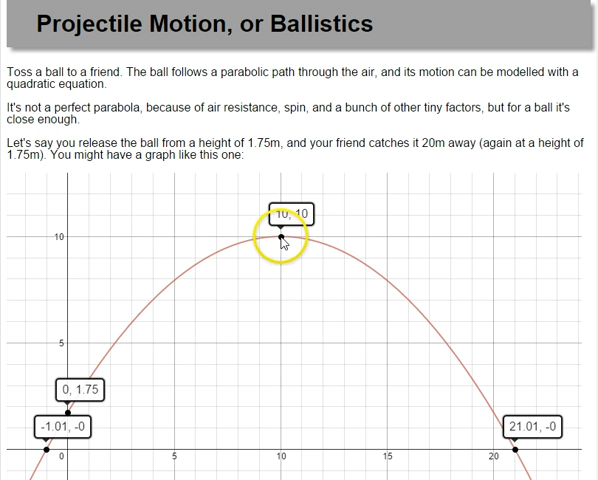 Projectile Motion, or Ballistics
Toss a ball to a friend. The ball follows a parabolic path through the air, and its motion can be modelled with a
quadratic equation.
It's not a perfect parabola, because of air resistance, spin, and a bunch of other tiny factors, but for a ball it's
close enough.
Let's say you release the ball from a height of 1.75m, and your friend catches it 20m away (again at a height of
1.75m). You might have a graph like this one:
10, 10
10
5
0, 1.75
-1.01, -0
21.01, -0
0
5
10
15
20